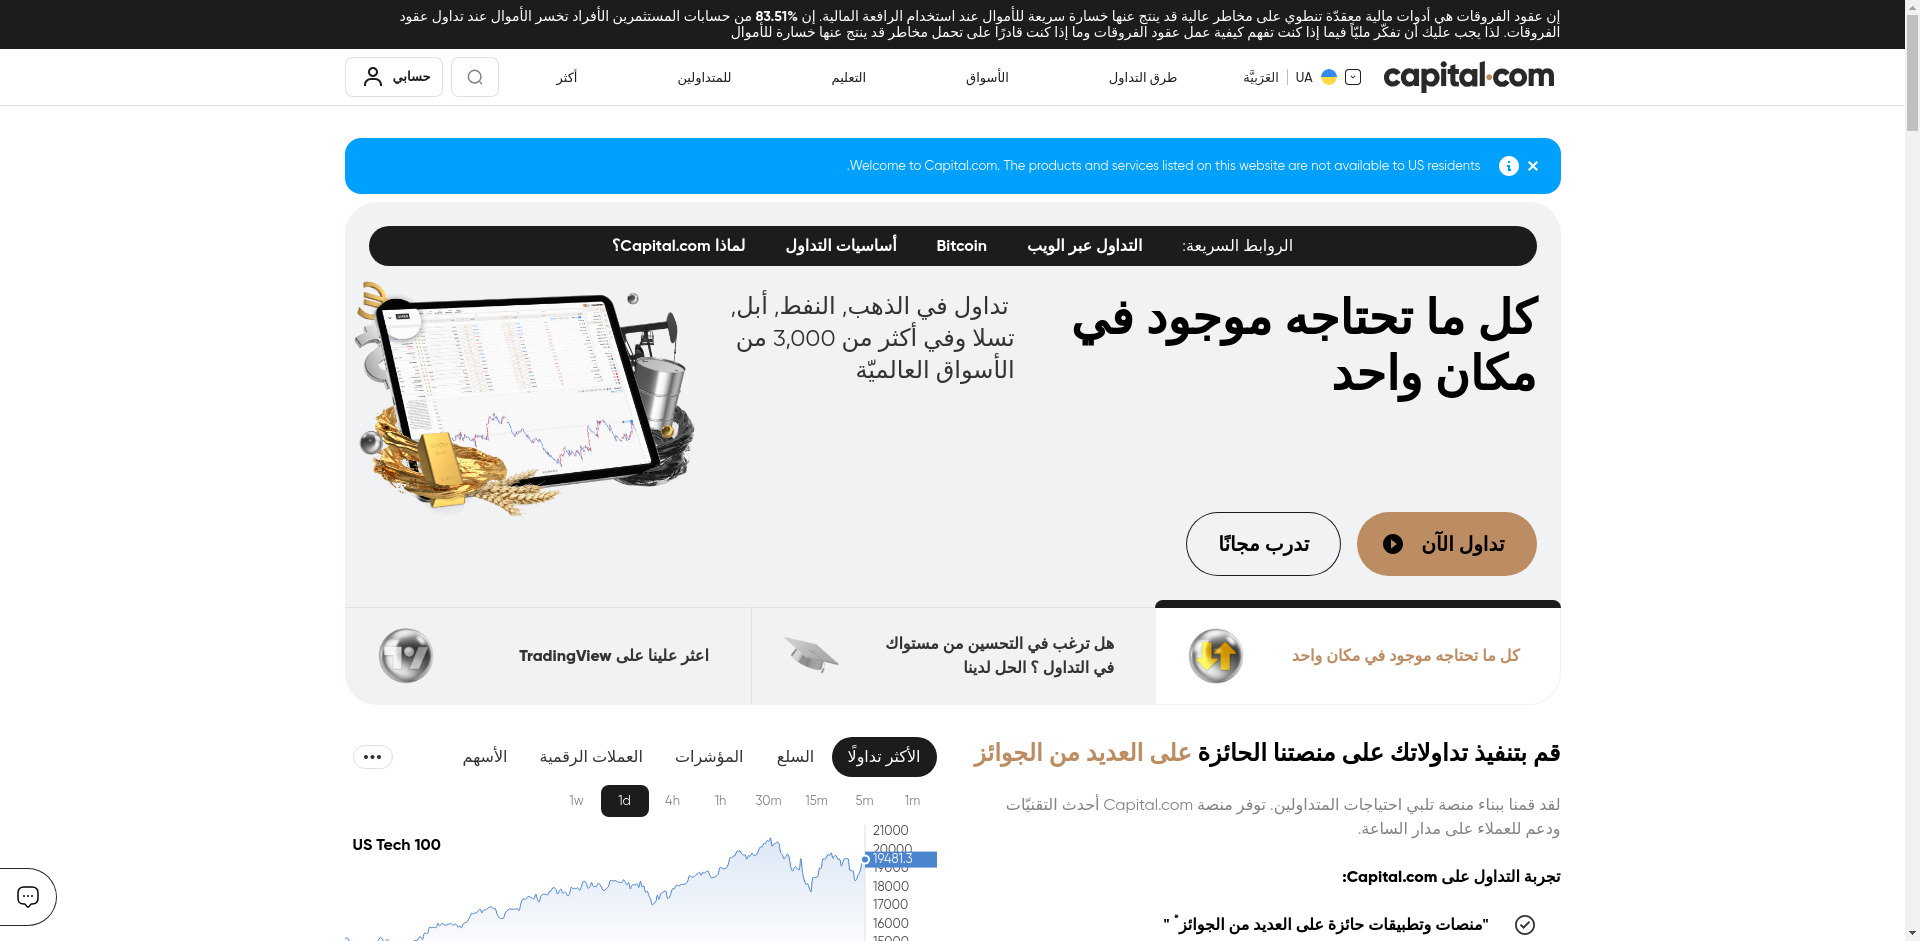 إن عقود الفروقات هي أدوات مالية معقدّة تنطوي على مخاطر عالية قد ينتج عنها خسارة سريعة للأموال عند استخدام الرافعة المالية. إن 83.51% من حسابات المستثمرين الأفراد تخسر الأموال عند تداول عقود
الفروقات. لذا يجب عليك أن تفكّر مليّاً فيما إذا كنت تفهم كيفية عمل عقود الفروقات وما إذا كنت قادرًا على تحمل مخاطر قد ينتج عنها خسارة للأموال
capital.com
UA
العَرَبِيَّة
طرق التداول
الأسواق
التعليم
للمتداولين
أكثر
حسابي
Welcome to Capital.com. The products and services listed on this website are not available to US residents.
الروابط السريعة:
التداول عبر الويب
Bitcoin
أساسيات التداول
لماذا Capital.com؟
كل ما تحتاجه موجود في
مكان واحد
تداول في الذهب, النفط, أبل,
تسلا وفي أكثر من 3,000 من
الأسواق العالميّة
تداول الآن
تدرب مجانًا
كل ما تحتاجه موجود في مكان واحد
هل ترغب في التحسين من مستواك
في التداول ؟ الحل لدينا
اعثر علينا على TradingView
قم بتنفيذ تداولاتك على منصتنا الحائزة على العديد من الجوائز
لقد قمنا ببناء منصة تلبي احتياجات المتداولين. توفر منصة Capital.com أحدث التقنيّات
ودعم للعملاء على مدار الساعة.
تجربة التداول على Capital.com:
"منصات وتطبيقات حائزة على العديد من الجوائز* "
الأكثر تداولًا
السلع
المؤشرات
العملات الرقمية
الأسهم
1m
5m
15m
30m
1h
4h
1d
1w
US Tech 100
21000
20000
19481.3
19000
18000
17000
16000
15000